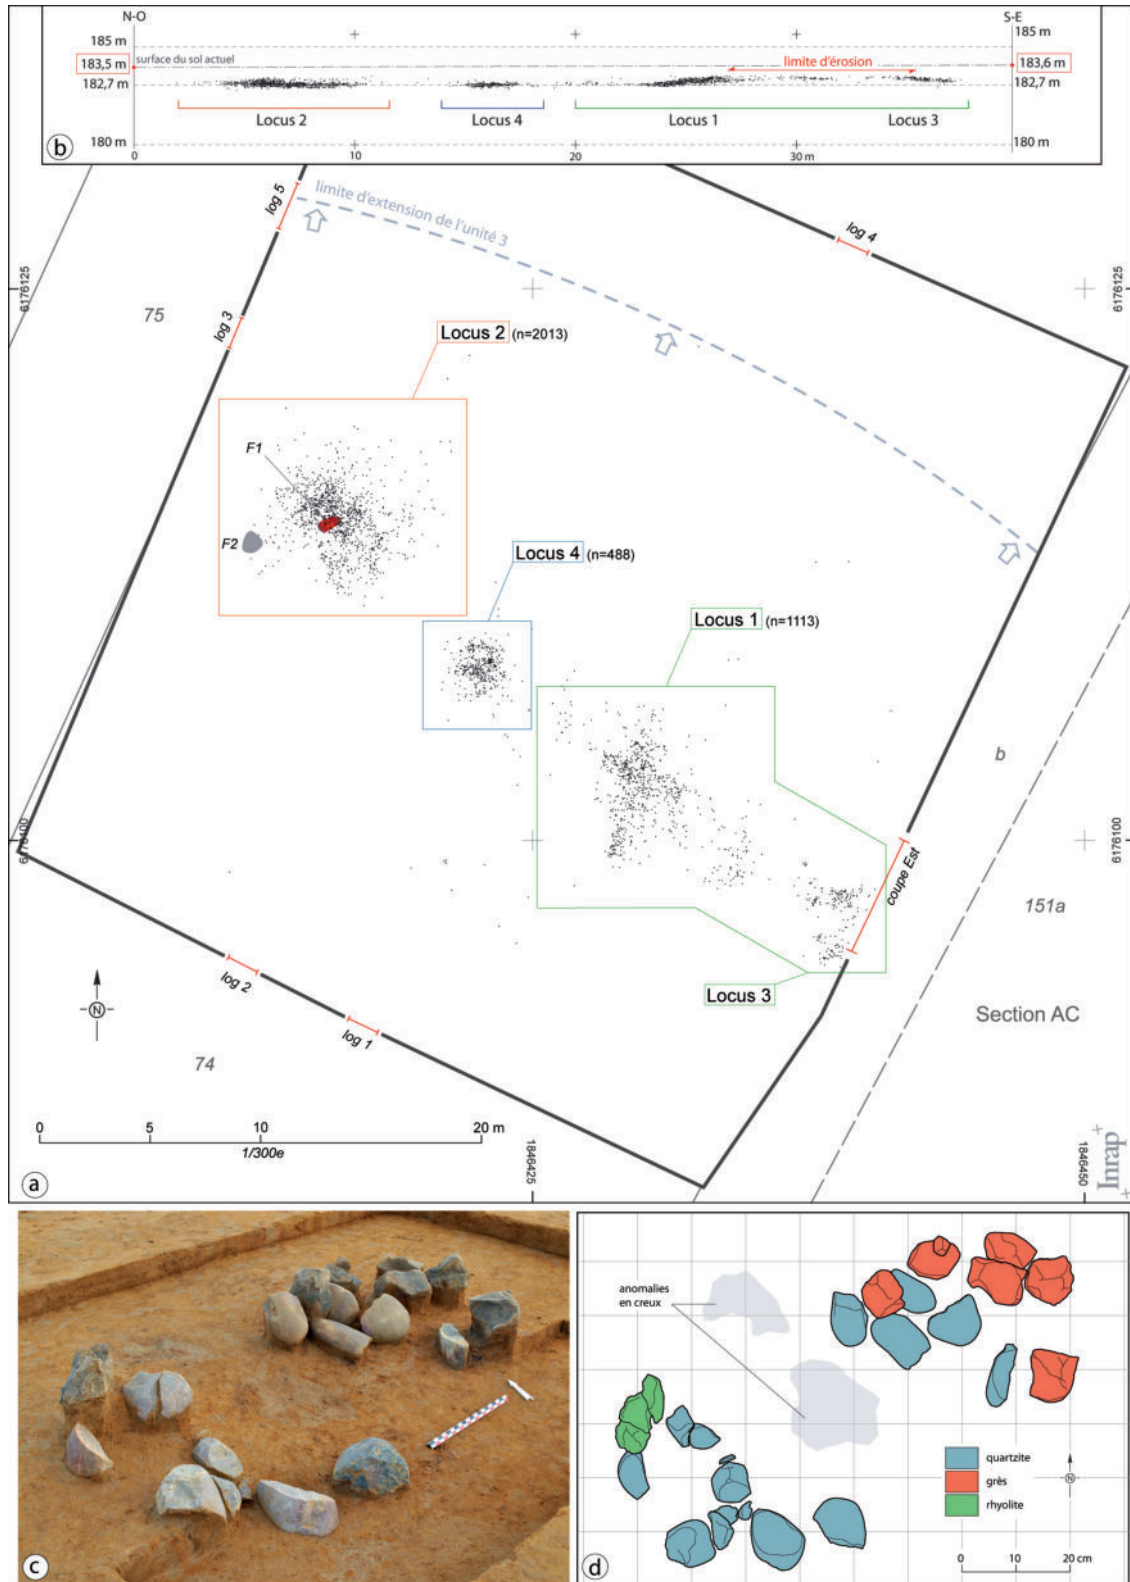 N-O
S-E
185 m
185 m
183,5 m
surface du sol actuel
limite d'érosion
183,6 m
182,7 m
182,7 m
Locus 2
Locus 4
Locus 1
Locus 3
180 m
180 m
b
0
10
20
30 m
log 5
limite d'extension de l'unité 3
log 4
6176125
6176125
75
log 3
Locus 2 (n=2013)
F1
F2
Locus 4 (n=488)
Locus 1 (n=1113)
b
6176100
6176100
coupe Est
151a
log 2
Locus 3
Section AC
log 1
74
0
5
10
20 m
1/300e
1846425
1846450
Inrap
a
anomalies
en creux
quartzite
grès
rhyolite
N
N
0
10
20 cm
c
d